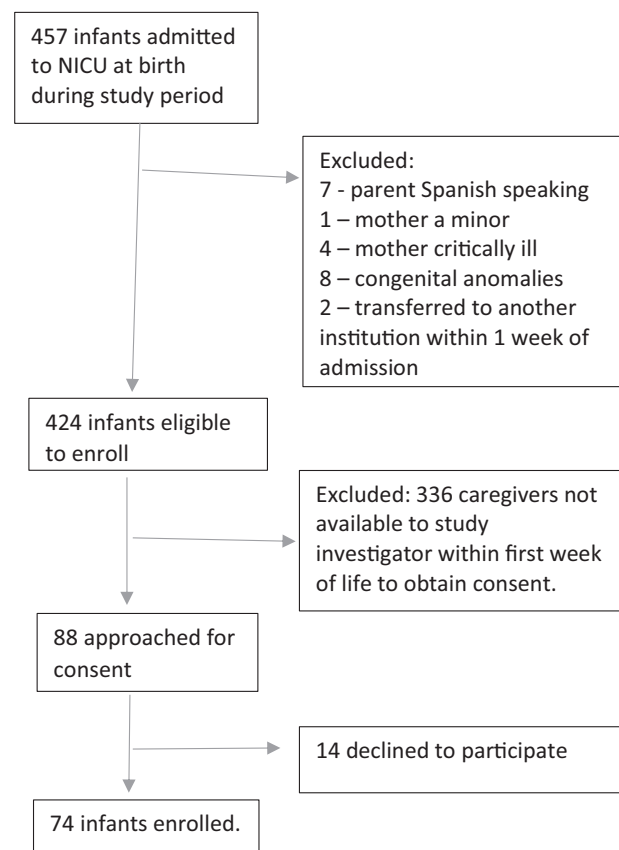 457 infants admitted
to NICU at birth
during study period
Excluded:
7 - parent Spanish speaking
1 – mother a minor
4 – mother critically ill
8 – congenital anomalies
2 – transferred to another
institution within 1 week of
admission
424 infants eligible
to enroll
Excluded: 336 caregivers not
available to study
investigator within first week
of life to obtain consent.
88 approached for
consent
14 declined to participate
74 infants enrolled.